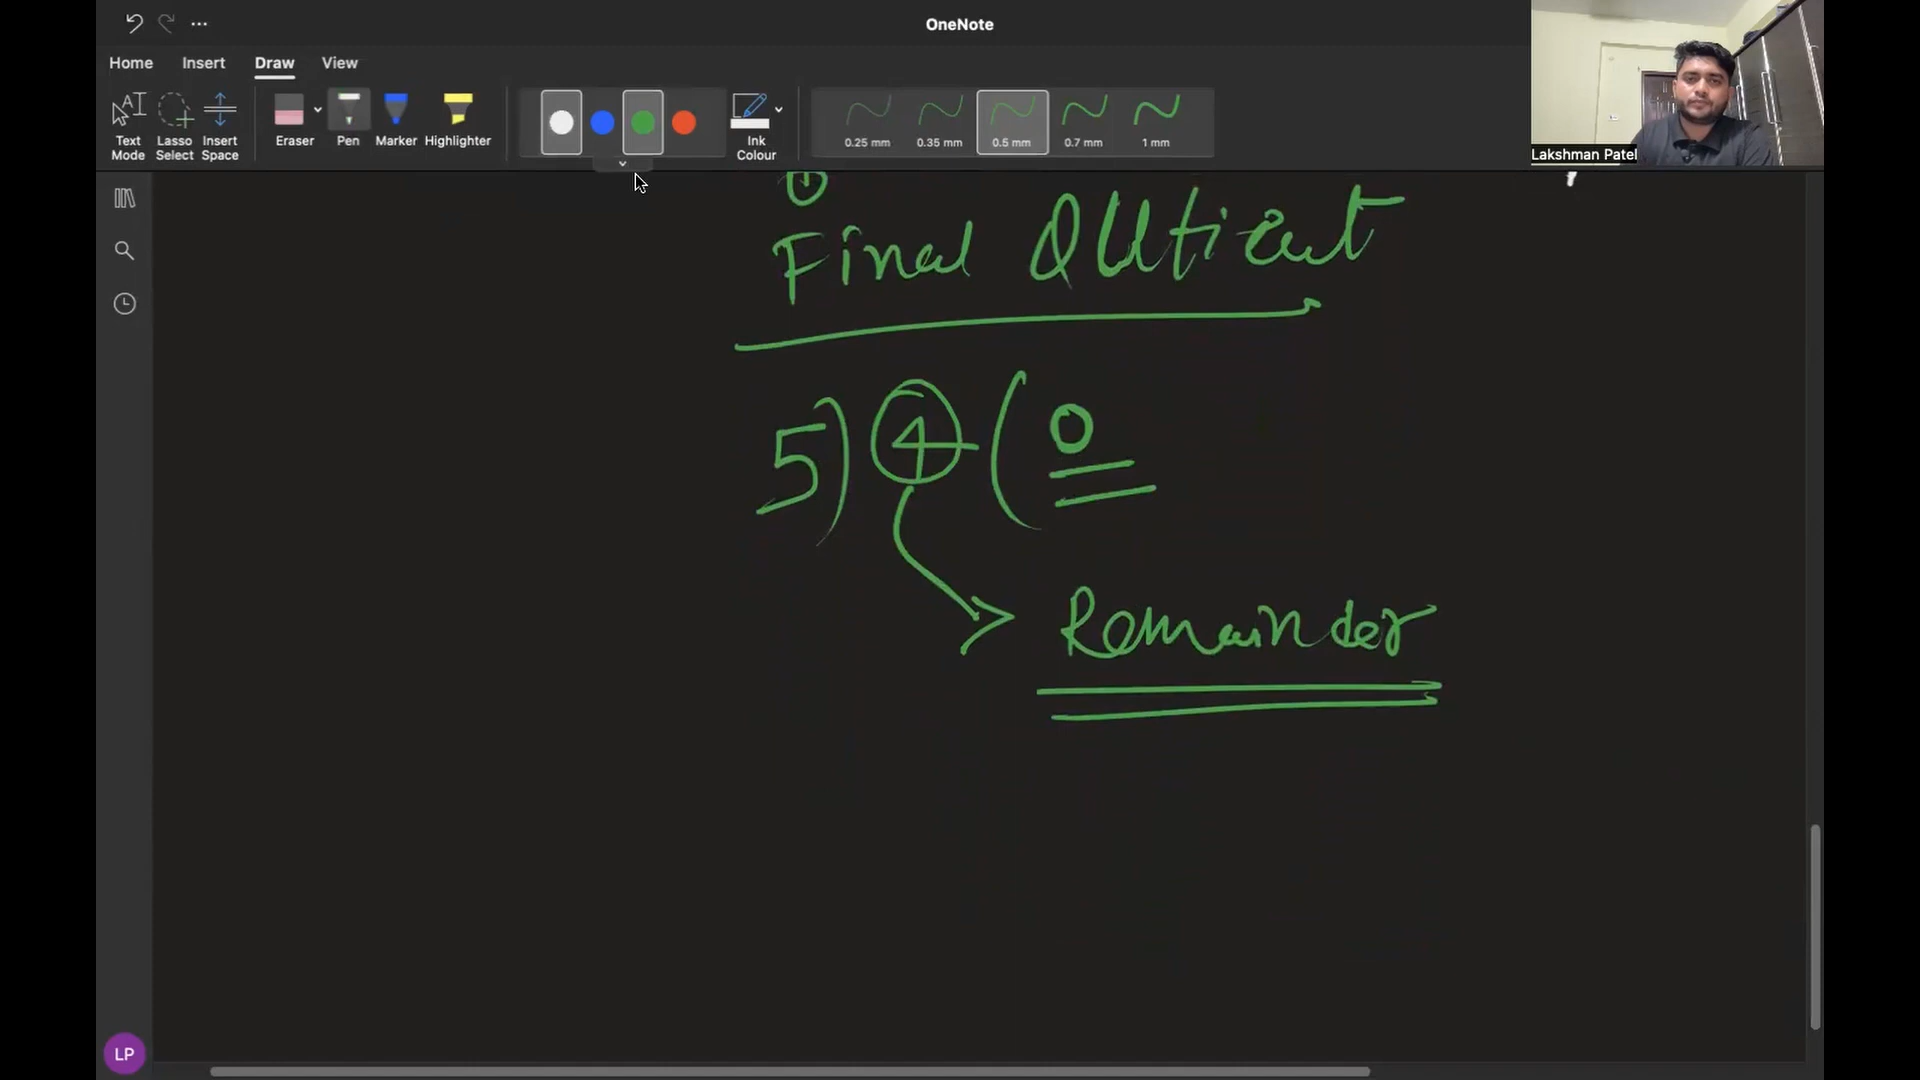 OneNote
Home Insert Draw View
Text Mode Lasso Select Insert Space Eraser Pen Marker Highlighter Ink Colour 0.25 mm 0.35 mm 0.5 mm 0.7 mm 1 mm
Lakshman Patel
①
Final QUtient
5) 4 ( 0
Remainder
LP